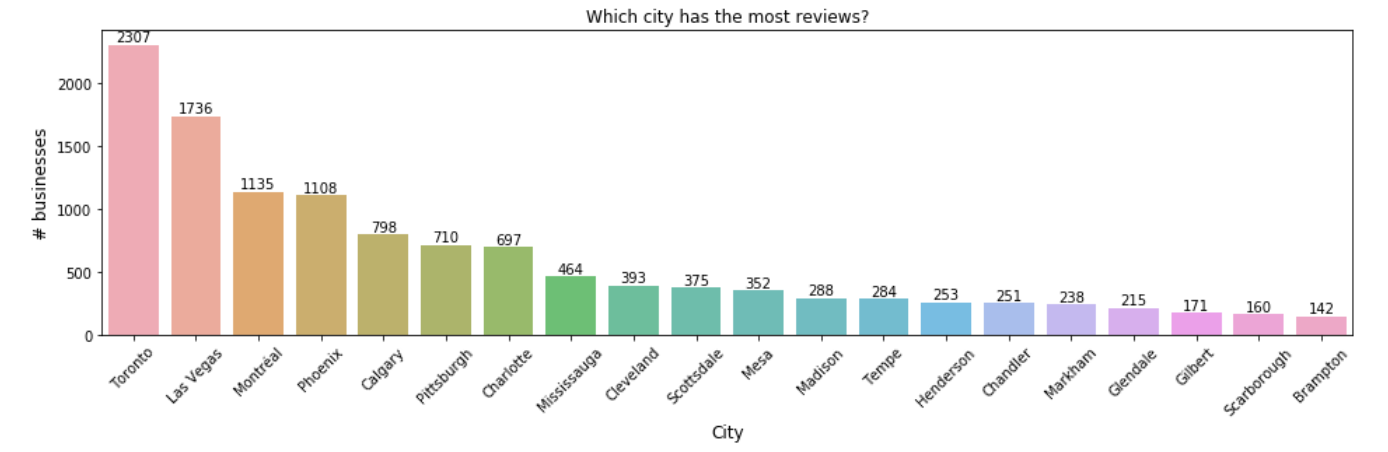 Which city has the most reviews?
# businesses
2000
1500
1000
500
0
2307
1736
1135
1108
798
710
697
464
393
375
352
288
284
253
251
238
215
171
160
142
Toronto
Las Vegas
Montréal
Phoenix
Calgary
Pittsburgh
Charlotte
Mississauga
Cleveland
Scottsdale
Mesa
Madison
Tempe
Henderson
Chandler
Markham
Glendale
Gilbert
Scarborough
Brampton
City